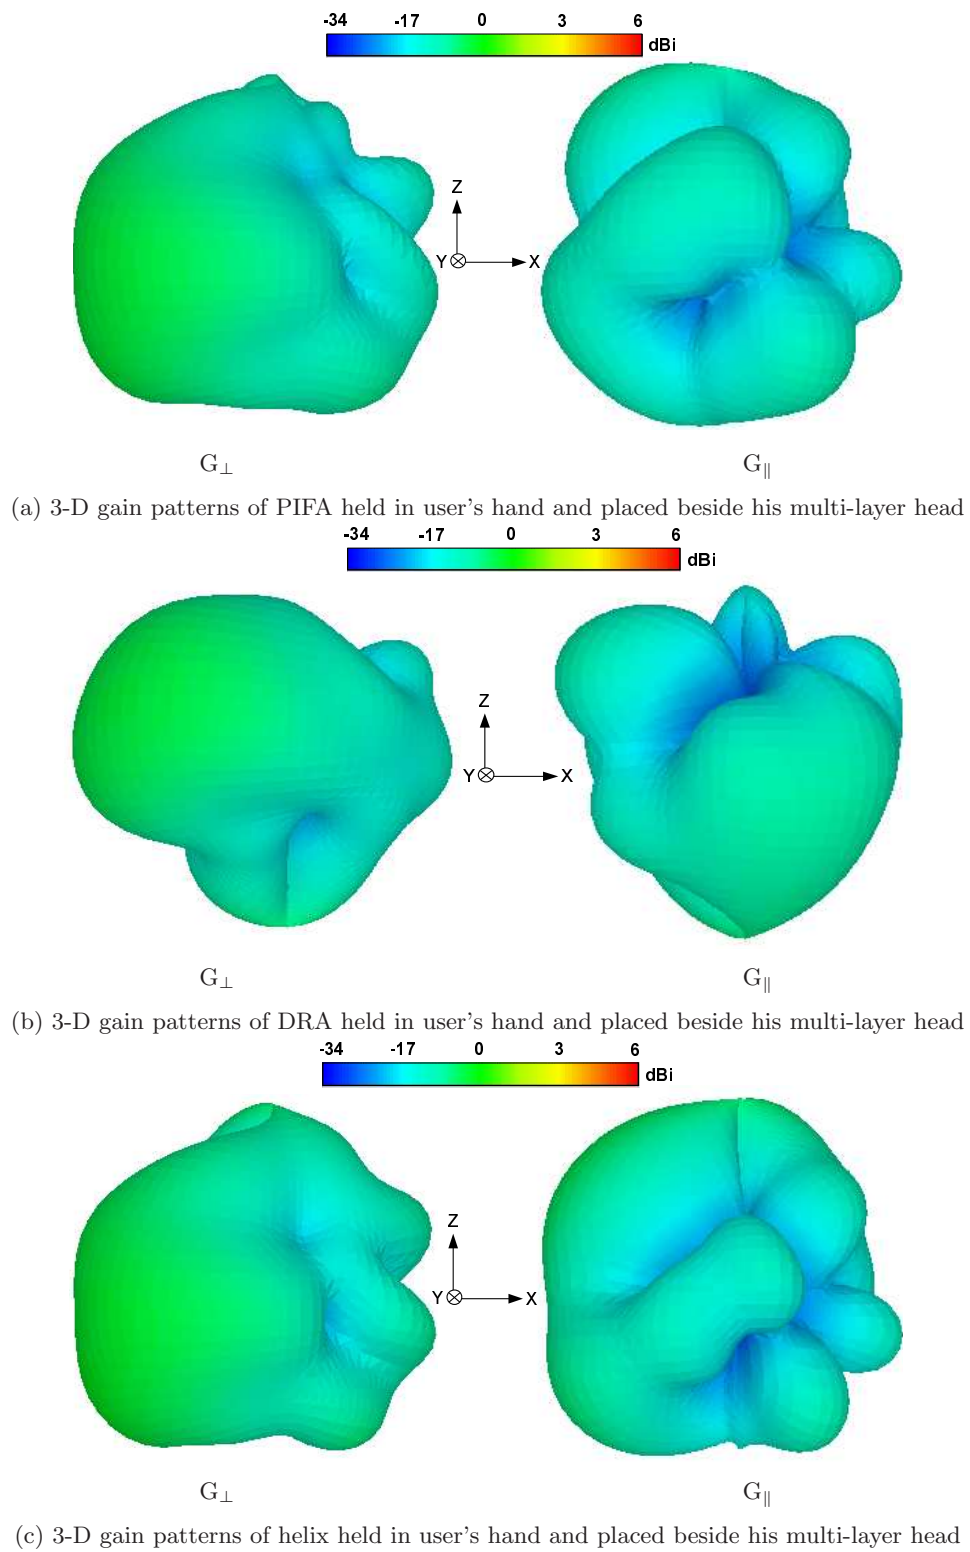 -34 -17 0 3 6
dBi
Z
Y X
G⊥ G∥
(a) 3-D gain patterns of PIFA held in user's hand and placed beside his multi-layer head
-34 -17 0 3 6
dBi
Z
Y X
G⊥ G∥
(b) 3-D gain patterns of DRA held in user's hand and placed beside his multi-layer head
-34 -17 0 3 6
dBi
Z
Y X
G⊥ G∥
(c) 3-D gain patterns of helix held in user's hand and placed beside his multi-layer head